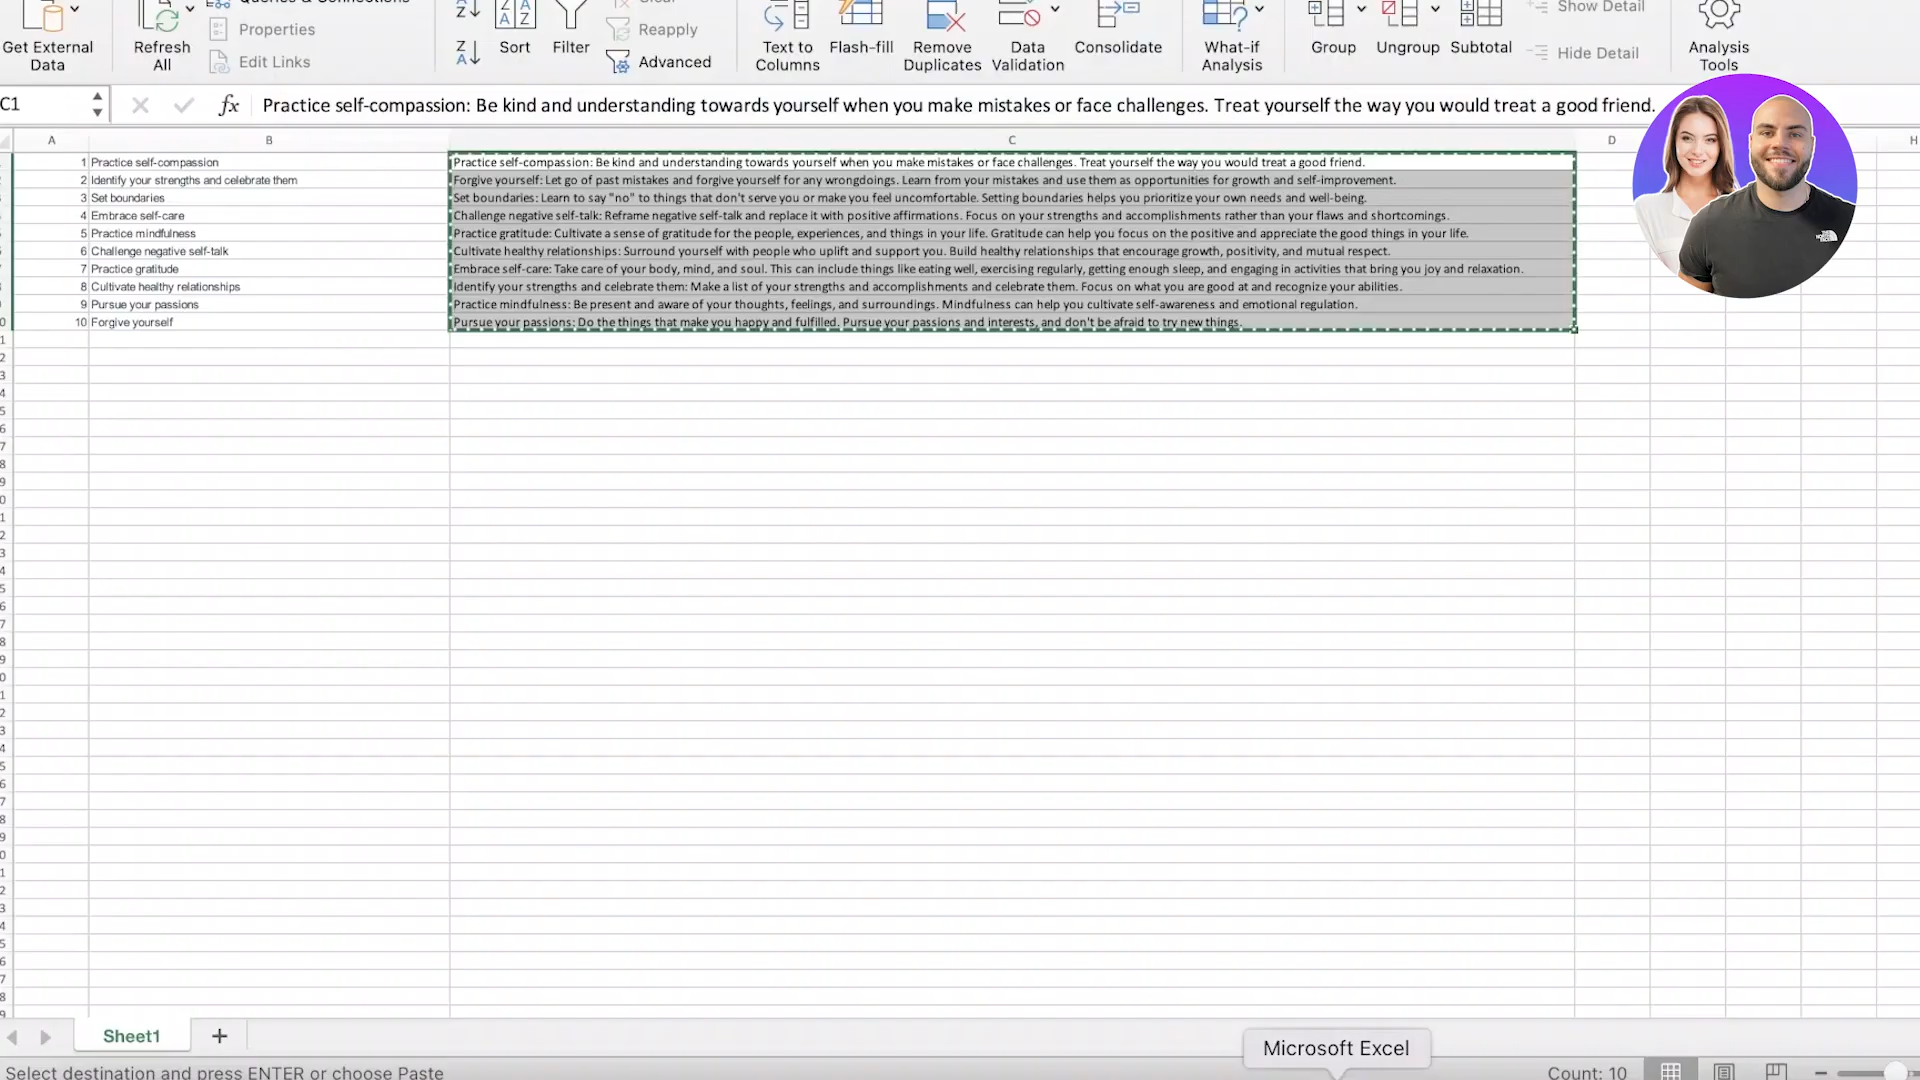 Get External
Data
Refresh
All
Properties
Edit Links
Sort
Filter
Reapply
Advanced
Text to
Columns
Flash-fill
Remove
Duplicates
Data
Validation
Consolidate
What-if
Analysis
Group
Ungroup
Subtotal
Show Detail
Hide Detail
Analysis
Tools
C1
fx
Practice self-compassion: Be kind and understanding towards yourself when you make mistakes or face challenges. Treat yourself the way you would treat a good friend.
A B C D H
1 Practice self-compassion Practice self-compassion: Be kind and understanding towards yourself when you make mistakes or face challenges. Treat yourself the way you would treat a good friend.
2 Identify your strengths and celebrate them Forgive yourself: Let go of past mistakes and forgive yourself for any wrongdoings. Learn from your mistakes and use them as opportunities for growth and self-improvement.
3 Set boundaries Set boundaries: Learn to say "no" to things that don't serve you or make you feel uncomfortable. Setting boundaries helps you prioritize your own needs and well-being.
4 Embrace self-care Challenge negative self-talk: Reframe negative self-talk and replace it with positive affirmations. Focus on your strengths and accomplishments rather than your flaws and shortcomings.
5 Practice mindfulness Practice gratitude: Cultivate a sense of gratitude for the people, experiences, and things in your life. Gratitude can help you focus on the positive and appreciate the good things in your life.
6 Challenge negative self-talk Cultivate healthy relationships: Surround yourself with people who uplift and support you. Build healthy relationships that encourage growth, positivity, and mutual respect.
7 Practice gratitude Embrace self-care: Take care of your body, mind, and soul. This can include things like eating well, exercising regularly, getting enough sleep, and engaging in activities that bring you joy and relaxation.
8 Cultivate healthy relationships Identify your strengths and celebrate them: Make a list of your strengths and accomplishments and celebrate them. Focus on what you are good at and recognize your abilities.
9 Pursue your passions Practice mindfulness: Be present and aware of your thoughts, feelings, and surroundings. Mindfulness can help you cultivate self-awareness and emotional regulation.
10 Forgive yourself Pursue your passions: Do the things that make you happy and fulfilled. Pursue your passions and interests, and don't be afraid to try new things.
Sheet1
Microsoft Excel
Select destination and press ENTER or choose Paste
Count: 10